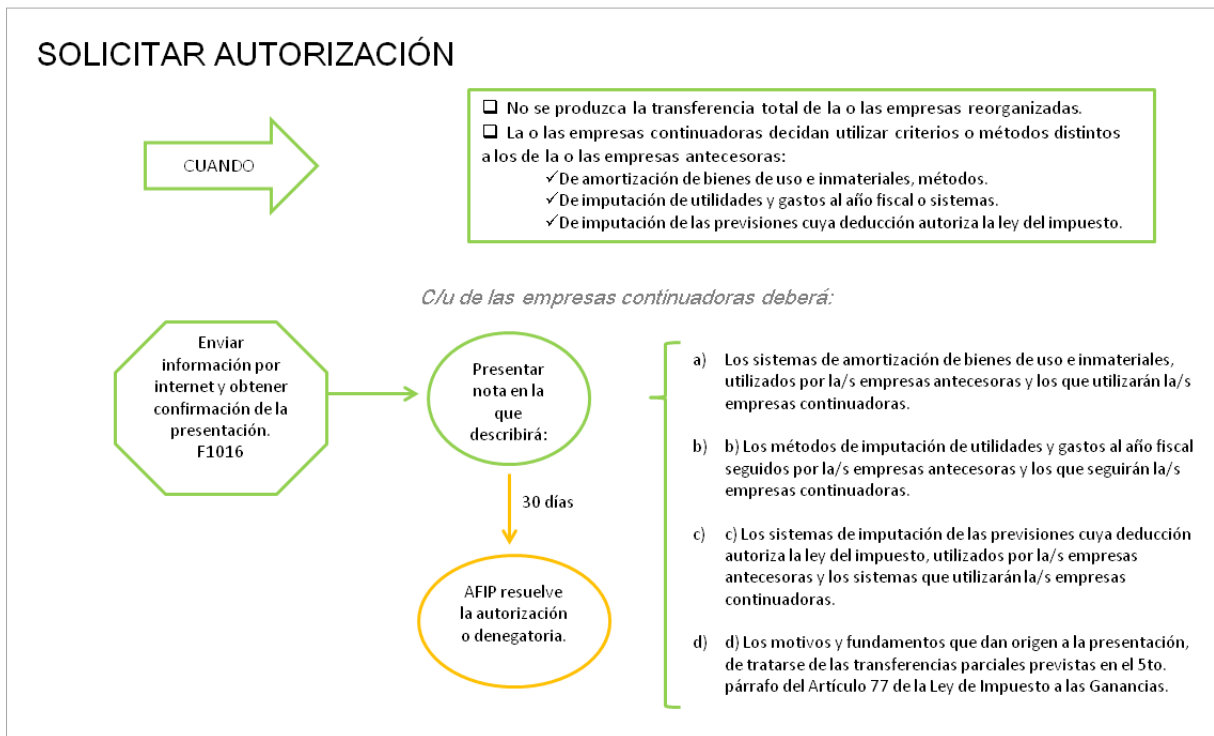 SOLICITAR AUTORIZACIÓN
CUANDO
❑ No se produzca la transferencia total de la o las empresas reorganizadas.
❑ La o las empresas continuadoras decidan utilizar criterios o métodos distintos
a los de la o las empresas antecesoras:
✓De amortización de bienes de uso e inmateriales, métodos.
✓De imputación de utilidades y gastos al año fiscal o sistemas.
✓De imputación de las previsiones cuya deducción autoriza la ley del impuesto.
C/u de las empresas continuadoras deberá:
Enviar
información por
internet y obtener
confirmación de la
presentación.
F1016
Presentar
nota en la
que
describirá:
30 días
AFIP resuelve
la autorización
o denegatoria.
a) Los sistemas de amortización de bienes de uso e inmateriales,
utilizados por la/s empresas antecesoras y los que utilizarán la/s
empresas continuadoras.
b) b) Los métodos de imputación de utilidades y gastos al año fiscal
seguidos por la/s empresas antecesoras y los que seguirán la/s
empresas continuadoras.
c) c) Los sistemas de imputación de las previsiones cuya deducción
autoriza la ley del impuesto, utilizados por la/s empresas
antecesoras y los sistemas que utilizarán la/s empresas
continuadoras.
d) d) Los motivos y fundamentos que dan origen a la presentación,
de tratarse de las transferencias parciales previstas en el 5to.
párrafo del Artículo 77 de la Ley de Impuesto a las Ganancias.